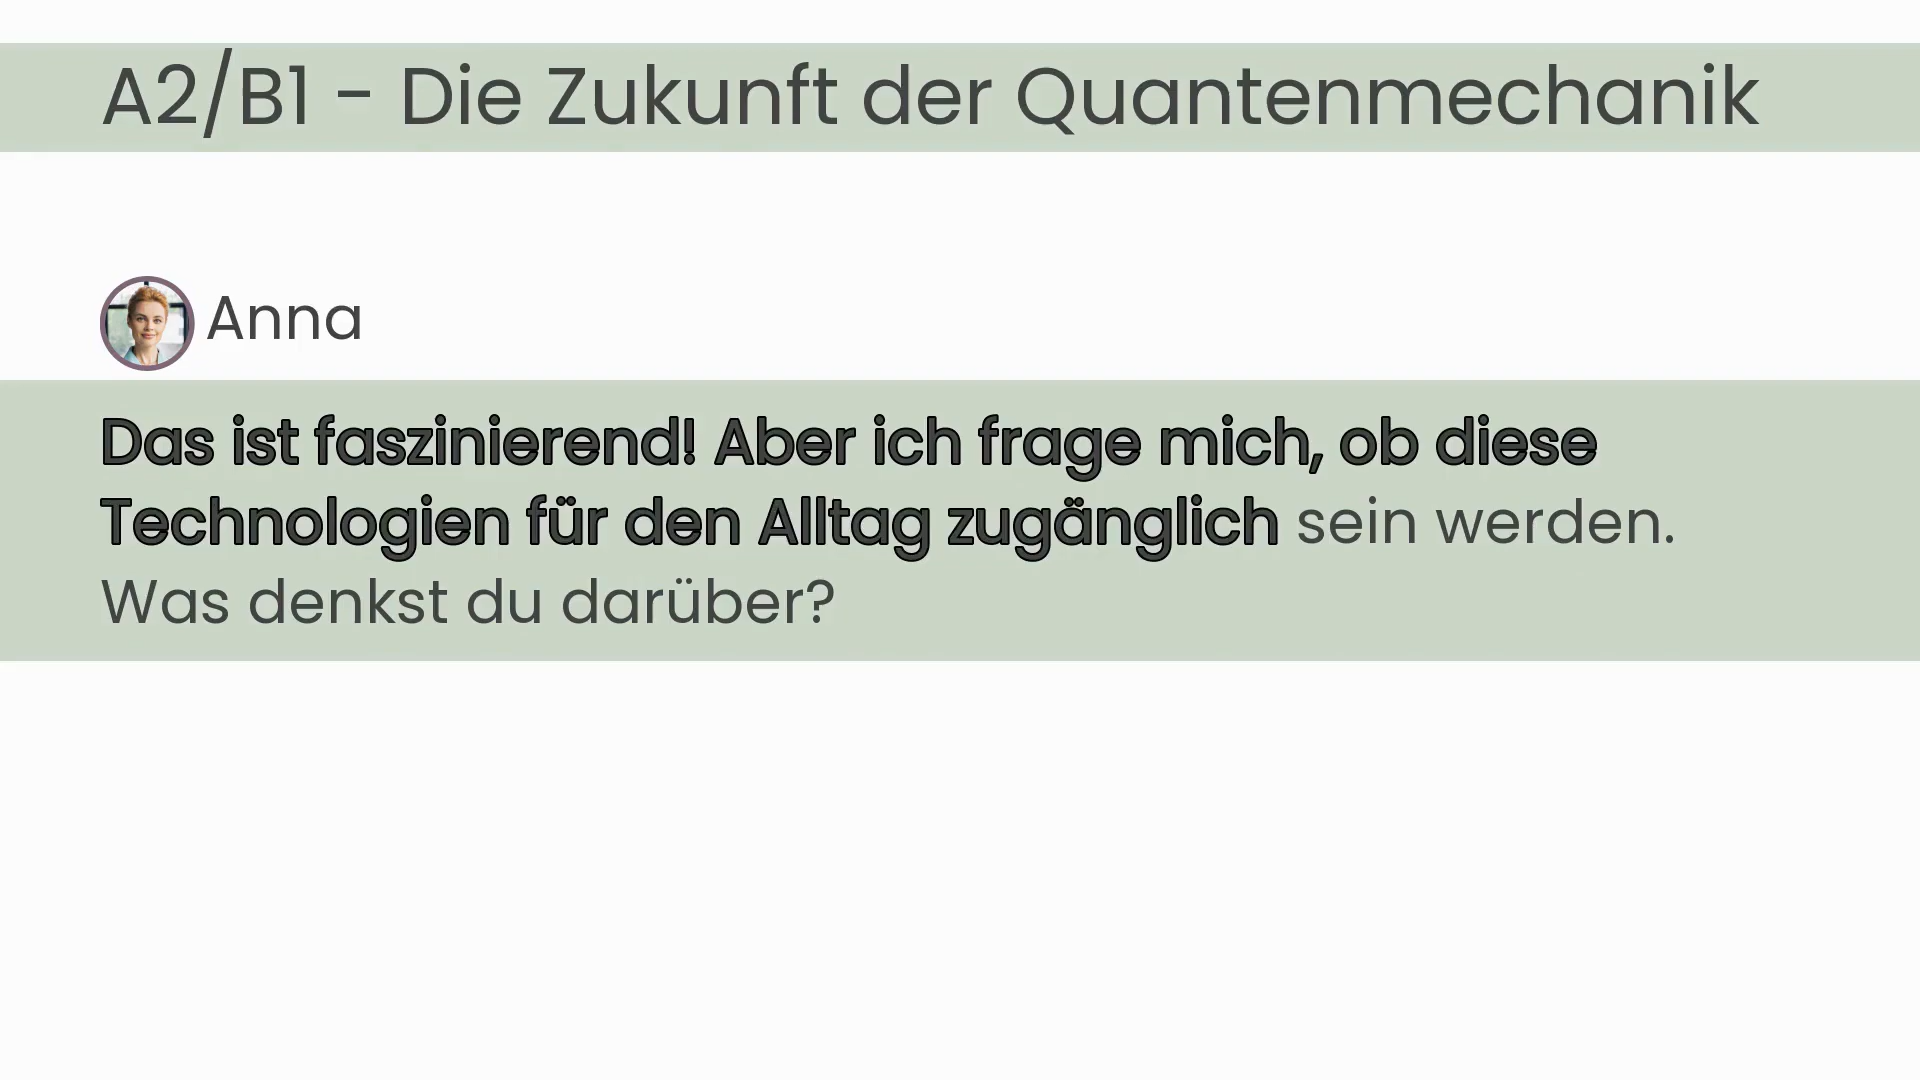 A2/B1 - Die Zukunft der Quantenmechanik
Anna
Das ist faszinierend! Aber ich frage mich, ob diese
Technologien für den Alltag zugänglich sein werden.
Was denkst du darüber?